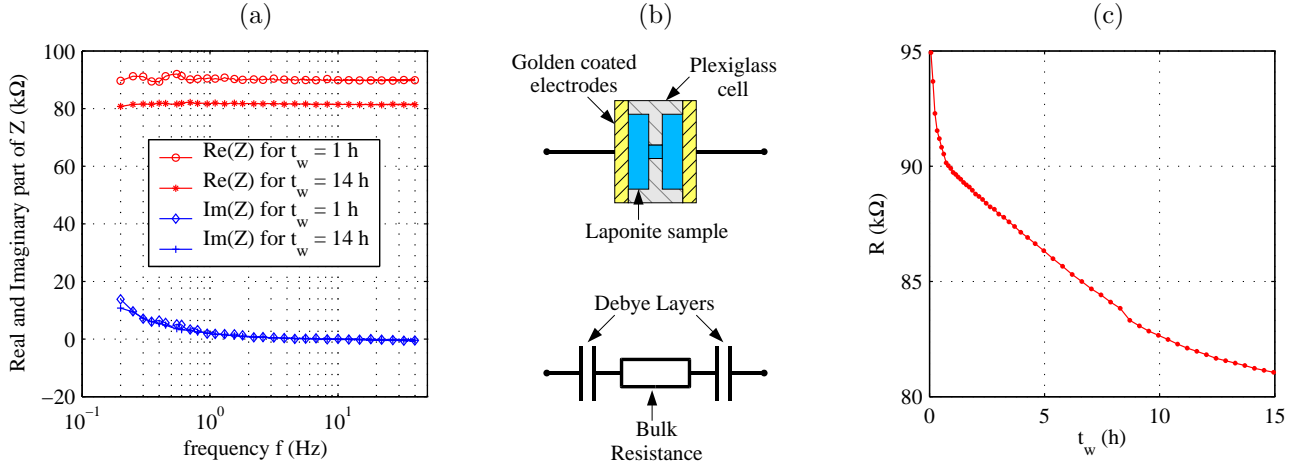 (a)
Real and Imaginary part of Z (kΩ)
100
80
60
40
20
0
−20
Re(Z) for t_w = 1 h
Re(Z) for t_w = 14 h
Im(Z) for t_w = 1 h
Im(Z) for t_w = 14 h
10^−1
10^0
10^1
frequency f (Hz)
(b)
Golden coated
electrodes
Plexiglass
cell
Laponite sample
Debye Layers
Bulk
Resistance
(c)
R (kΩ)
95
90
85
80
0
5
10
15
t_w (h)